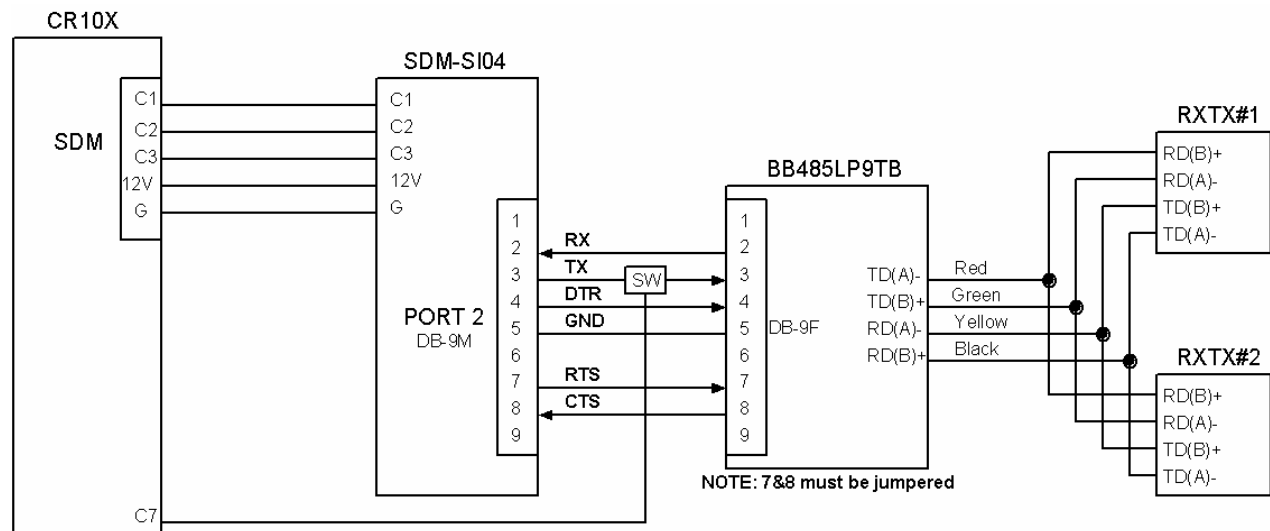 CR10X
SDM
C1
C2
C3
12V
G
C7
SDM-SI04
C1
C2
C3
12V
G
PORT 2
DB-9M
1
2
3
4
5
6
7
8
9
RX
TX
SW
DTR
GND
RTS
CTS
BB485LP9TB
1
2
3
4
5
6
7
8
9
DB-9F
TD(A)-
TD(B)+
RD(A)-
RD(B)+
NOTE: 7&8 must be jumpered
Red
Green
Yellow
Black
RXTX#1
RD(B)+
RD(A)-
TD(B)+
TD(A)-
RXTX#2
RD(B)+
RD(A)-
TD(B)+
TD(A)-